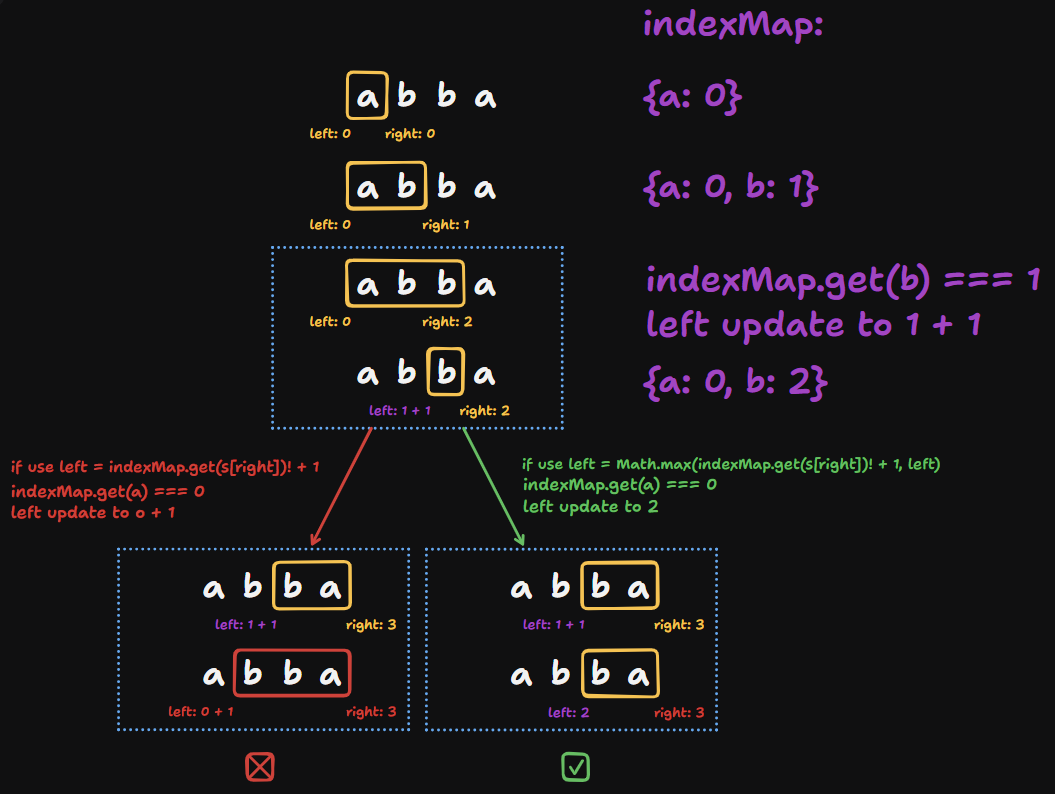 indexMap:
a b b a
{a: 0}
left: 0 right: 0
a b b a
{a: 0, b: 1}
left: 0 right: 1
a b b a
indexMap.get(b) === 1
left: 0 right: 2
left update to 1 + 1
a b b a
{a: 0, b: 2}
left: 1 + 1 right: 2
if use left = indexMap.get(s[right])! + 1
indexMap.get(a) === 0
left update to 0 + 1
if use left = Math.max(indexMap.get(s[right])! + 1, left)
indexMap.get(a) === 0
left update to 2
a b b a
left: 1 + 1 right: 3
a b b a
left: 0 + 1 right: 3
a b b a
left: 1 + 1 right: 3
a b b a
left: 2 right: 3